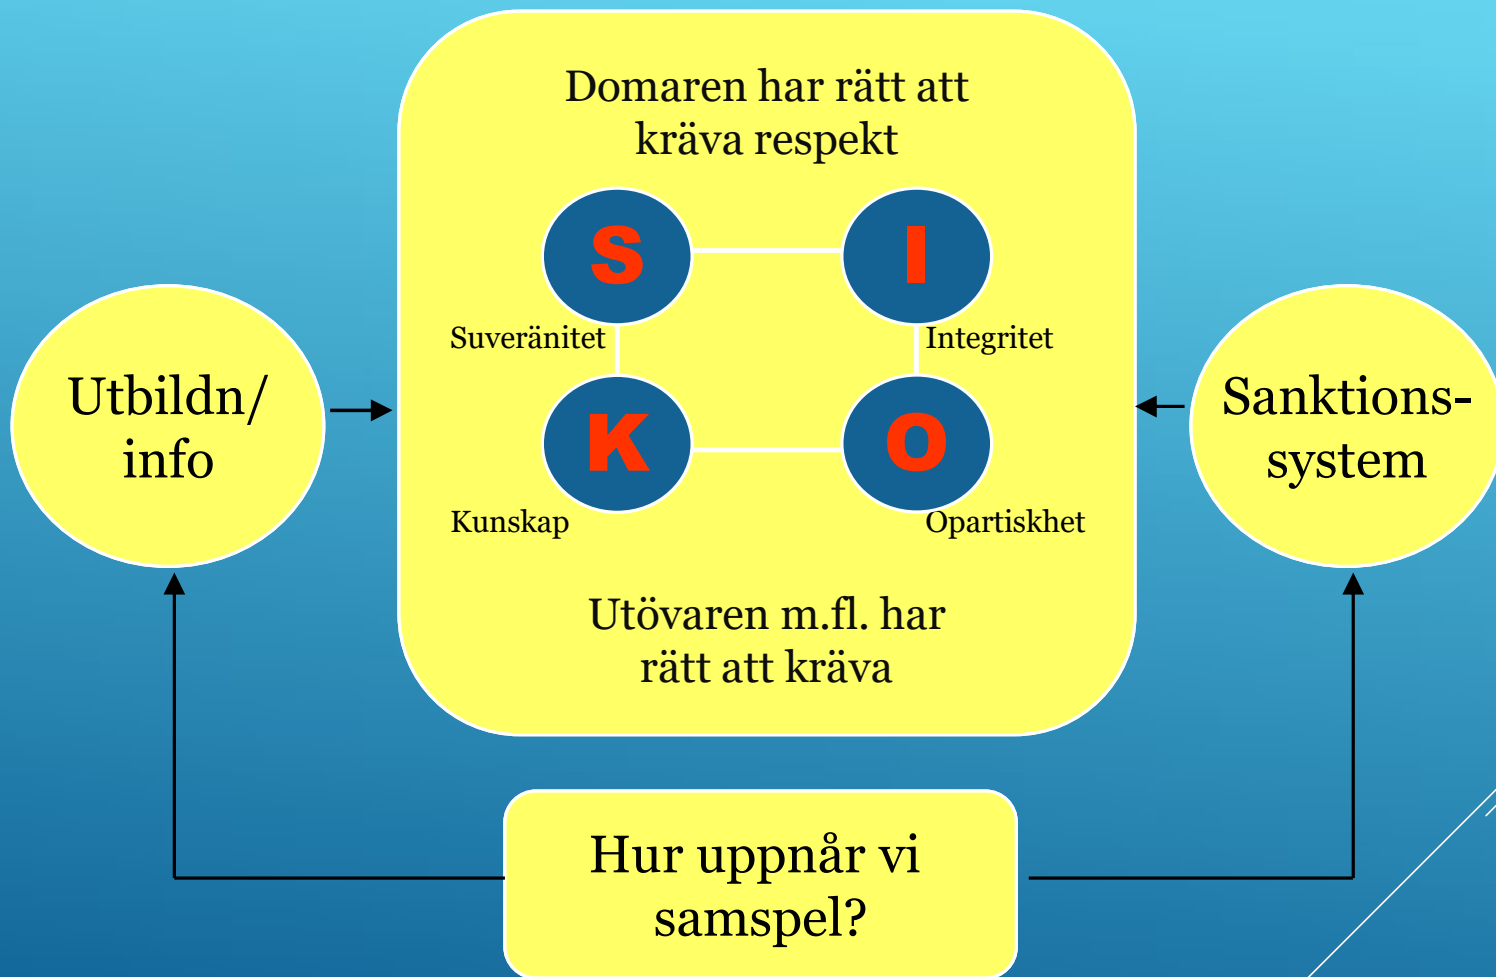 Domaren har rätt att
kräva respekt
S
I
Suveränitet
Integritet
K
O
Kunskap
Opartiskhet
Utövaren m.fl. har
rätt att kräva
Utbildn/
info
Sanktions-
system
Hur uppnår vi
samspel?